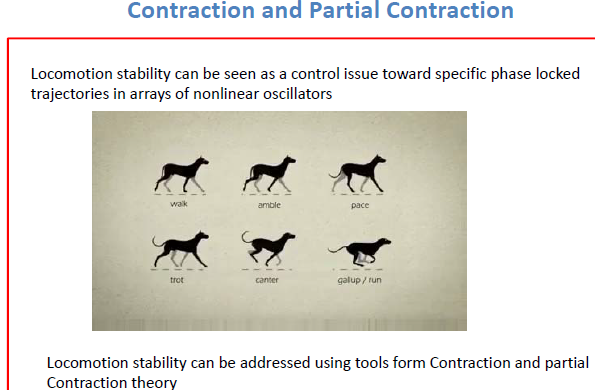 Contraction and Partial Contraction
Locomotion stability can be seen as a control issue toward specific phase locked
trajectories in arrays of nonlinear oscillators
walk
amble
pace
trot
canter
gallup / run
Locomotion stability can be addressed using tools form Contraction and partial
Contraction theory